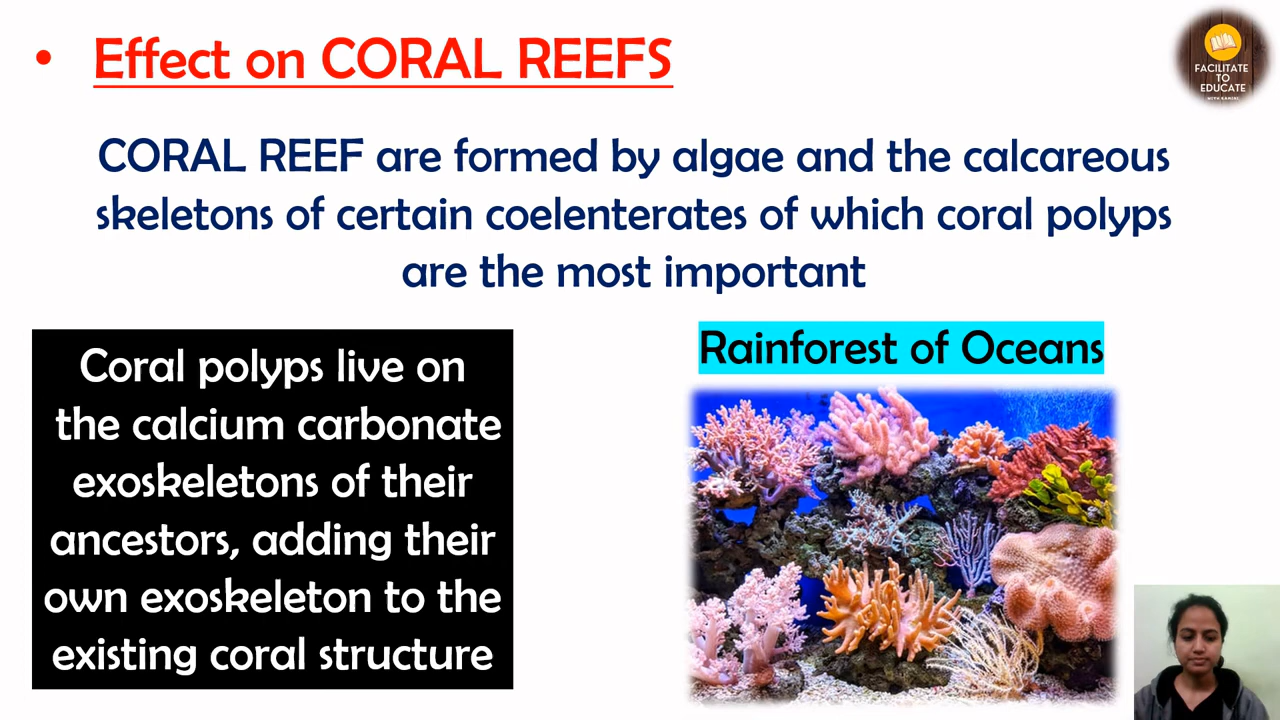 • Effect on CORAL REEFS
FACILITATE
TO
EDUCATE
CORAL REEF are formed by algae and the calcareous
skeletons of certain coelenterates of which coral polyps
are the most important
Rainforest of Oceans
Coral polyps live on
the calcium carbonate
exoskeletons of their
ancestors, adding their
own exoskeleton to the
existing coral structure